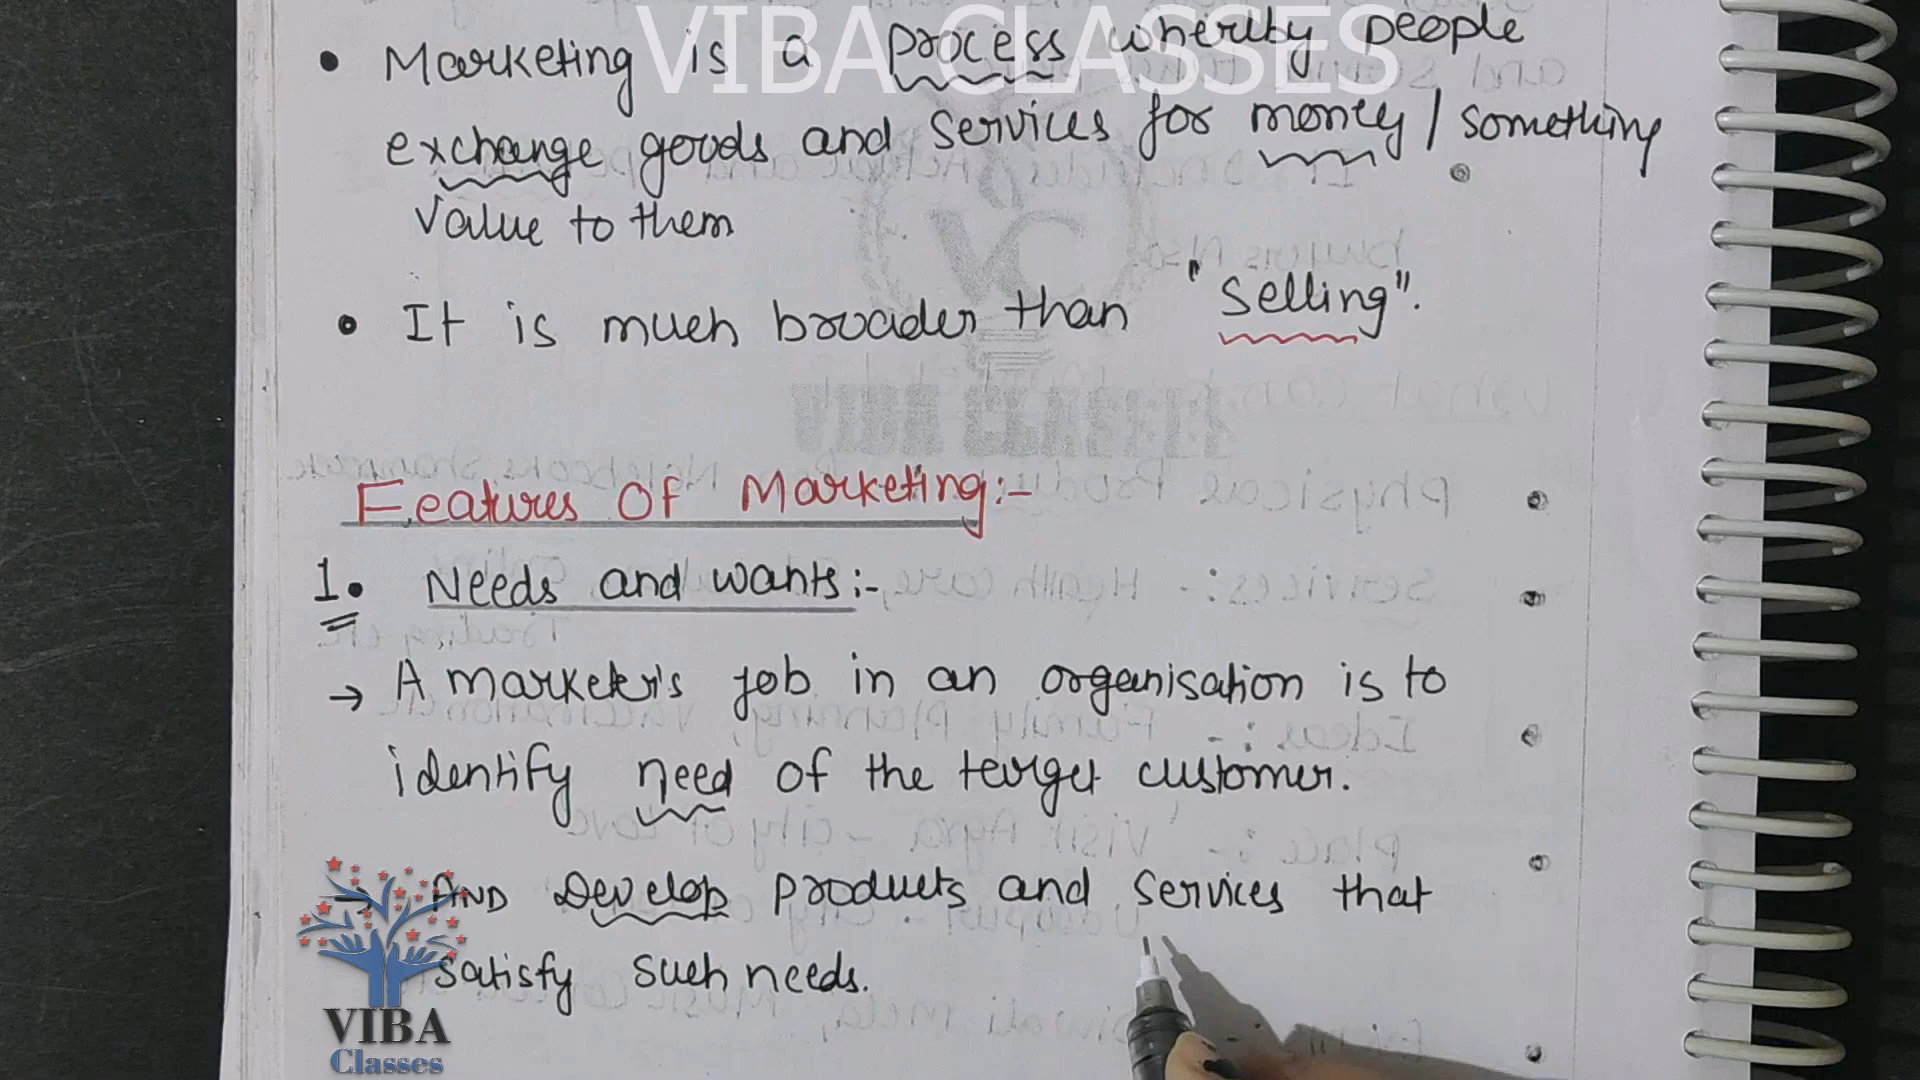 VIBA CLASSES
• Marketing is a process whereby people
exchange goods and services for money / something
value to them
• It is much broader than "Selling".
Features of Marketing:-
1. Needs and wants:-
→ A marketer's job in an organisation is to
identify need of the target customer.
→ AND Develop products and services that
satisfy such needs.
VIBA
Classes